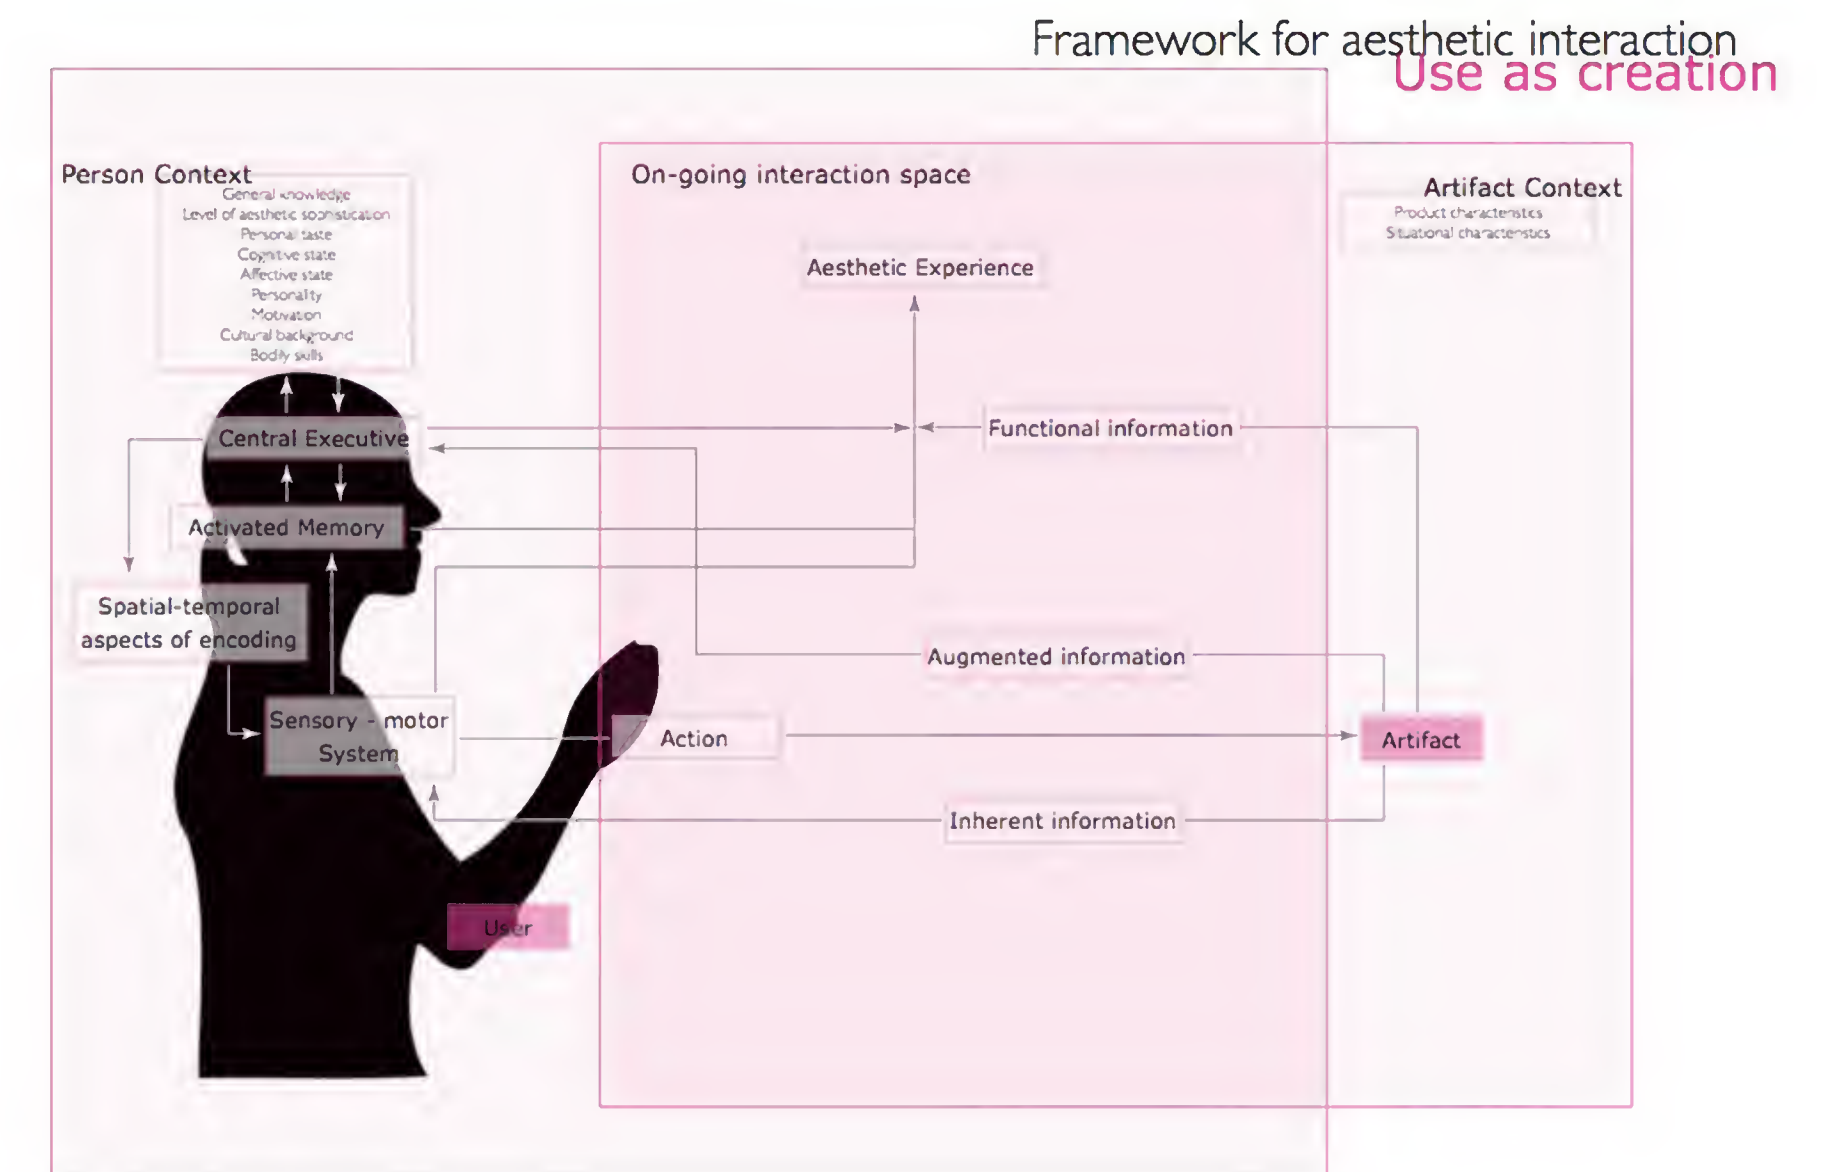 Framework for aesthetic interaction
Use as creation
Person Context
General knowledge
Level of aesthetic sophistication
Personal taste
Cognitive state
Affective state
Personality
Motivation
Cultural background
Bodily skills
On-going interaction space
Artifact Context
Product characteristics
Situational characteristics
Aesthetic Experience
Central Executive
Functional information
Activated Memory
Spatial-temporal
aspects of encoding
Augmented information
Sensory - motor
System
Action
Artifact
Inherent information
User